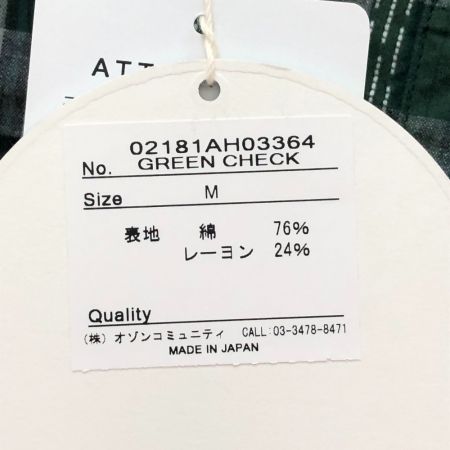 ATT
02181AH03364
No. GREEN CHECK
Size M
表地 綿 76%
レーヨン 24%
Quality
(株) オゾンコミュニティ CALL:03-3478-8471
MADE IN JAPAN